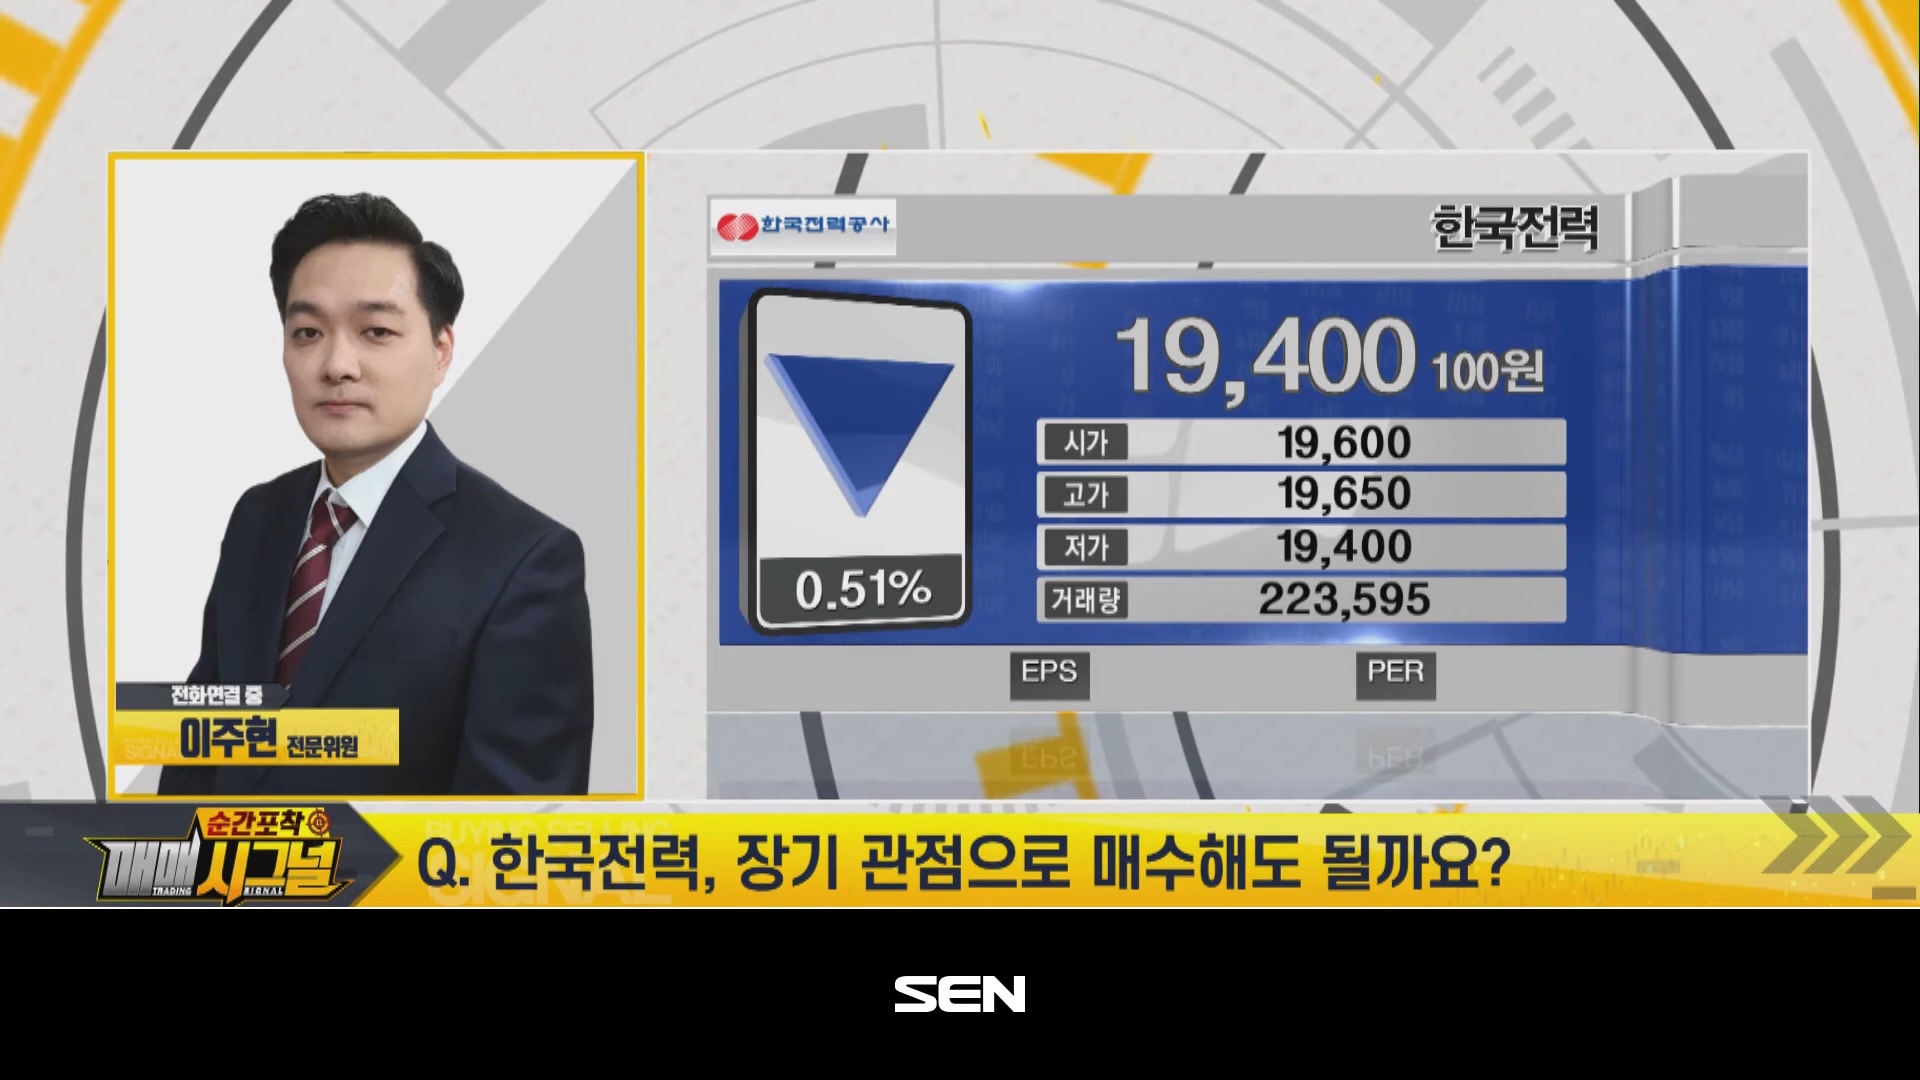 한국전력공사
한국전력
19,400 100원
0.51%
시가 19,600
고가 19,650
저가 19,400
거래량 223,595
EPS PER
전화연결 중
이주현 전문위원
순간포착
매매 시그널
TRADING SIGNAL
Q. 한국전력, 장기 관점으로 매수해도 될까요?
SEN